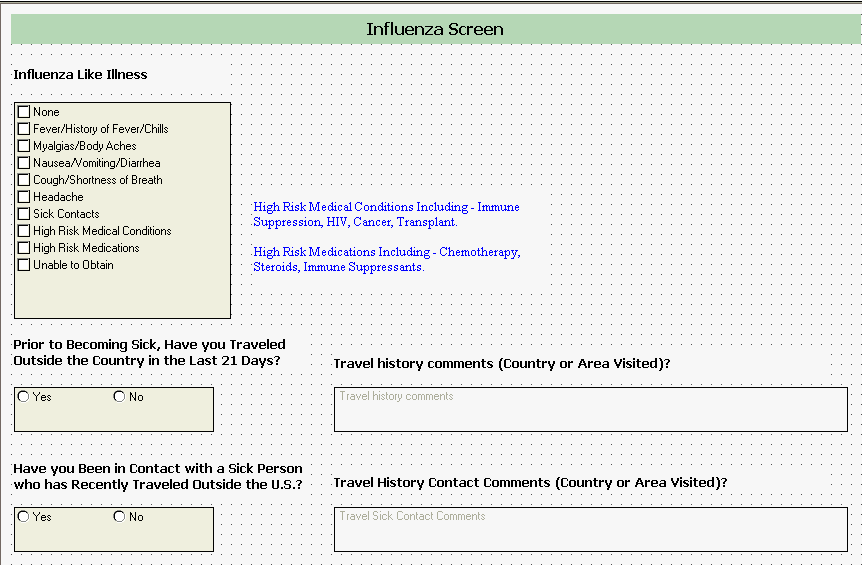 Influenza Screen
Influenza Like Illness
None
Fever/History of Fever/Chills
Myalgias/Body Aches
Nausea/Vomiting/Diarrhea
Cough/Shortness of Breath
Headache
Sick Contacts
High Risk Medical Conditions
High Risk Medications
Unable to Obtain
High Risk Medical Conditions Including - Immune
Suppression, HIV, Cancer, Transplant.
High Risk Medications Including - Chemotherapy,
Steroids, Immune Suppressants.
Prior to Becoming Sick, Have you Traveled
Outside the Country in the Last 21 Days?
Yes No
Travel history comments (Country or Area Visited)?
Travel history comments
Have you Been in Contact with a Sick Person
who has Recently Traveled Outside the U.S.?
Yes No
Travel History Contact Comments (Country or Area Visited)?
Travel Sick Contact Comments